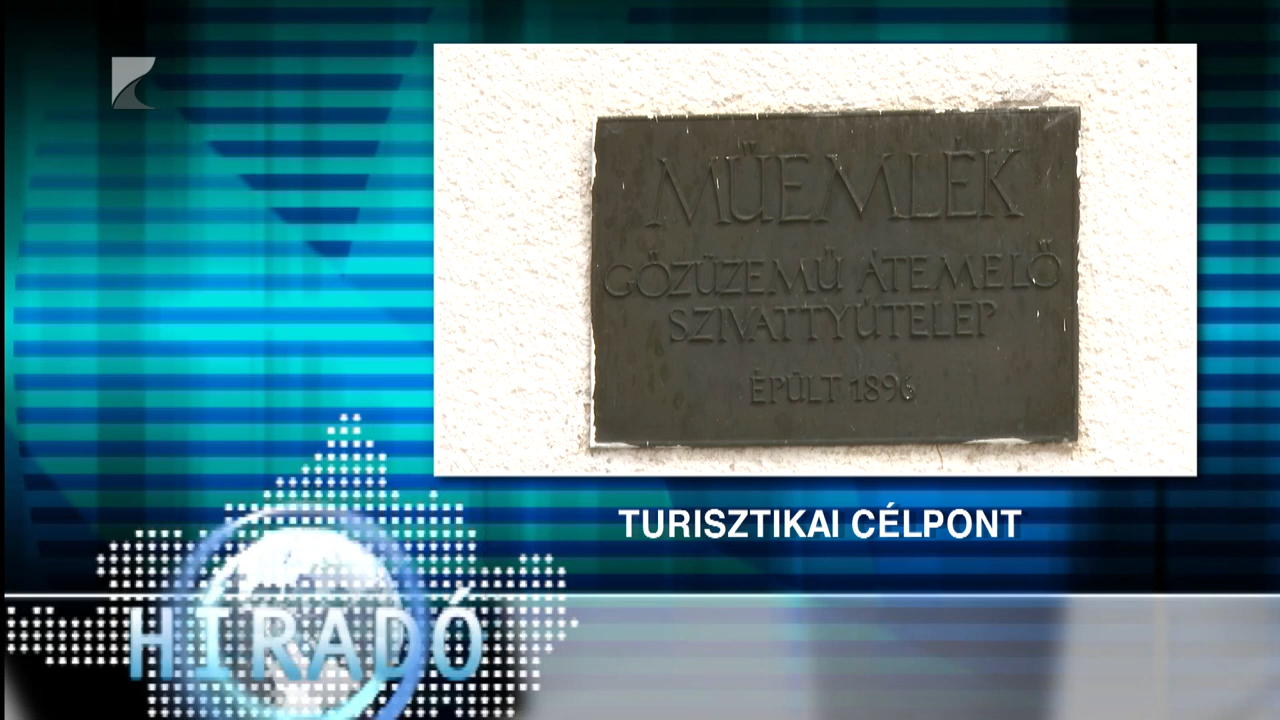 MŰEMLÉK
GŐZÜZEMŰ ÁTEMELŐ
SZIVATTYÚTELEP
ÉPÜLT 1896
TURISZTIKAI CÉLPONT
HÍRADÓ